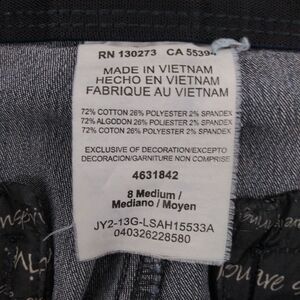 RN 130273 CA 55394
MADE IN VIETNAM
HECHO EN VIETNAM
FABRIQUE AU VIETNAM
72% COTTON 26% POLYESTER 2% SPANDEX
72% ALGODON 26% POLIESTER 2% SPANDEX
72% COTON 26% POLYESTER 2% SPANDEX
EXCLUSIVE OF DECORATION/EXCEPTO
DECORACION/GARNITURE NON COMPRISE
4631842
8 Medium /
Mediano / Moyen
JY2-13G-LSAH15533A
040326228580